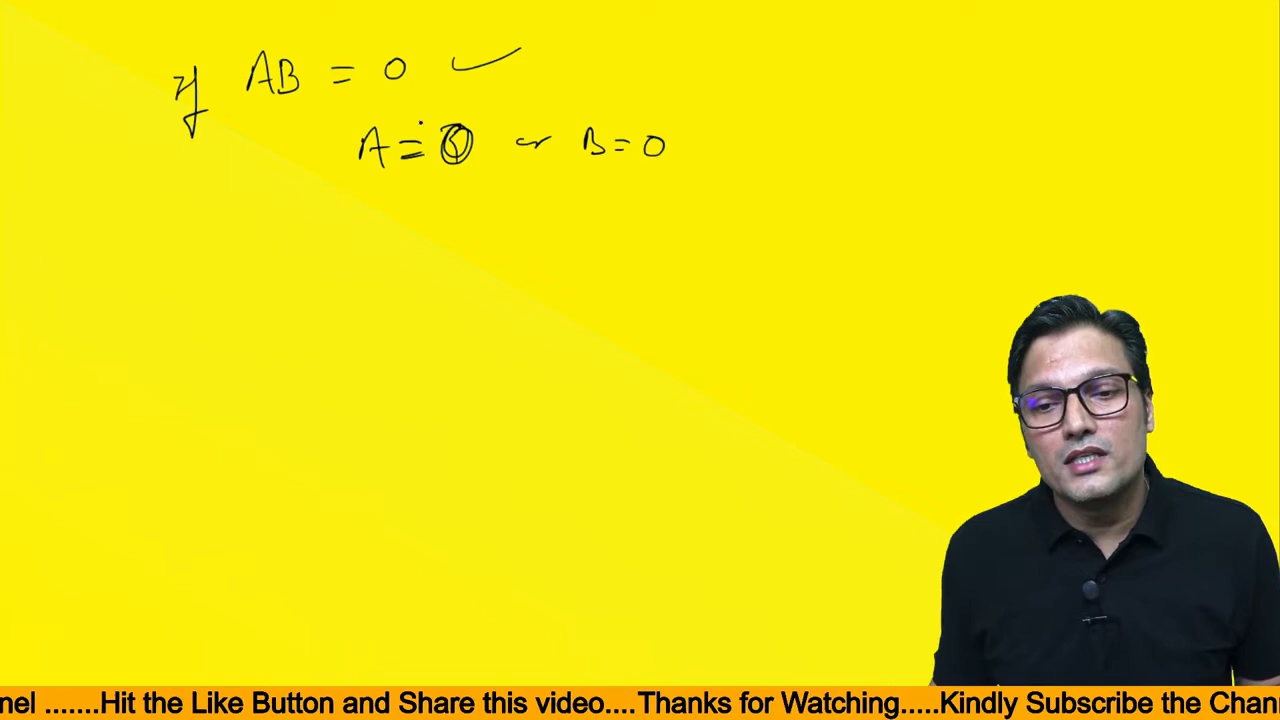 if AB = 0
A = 0 or B = 0
nel .......Hit the Like Button and Share this video....Thanks for Watching.....Kindly Subscribe the Chan